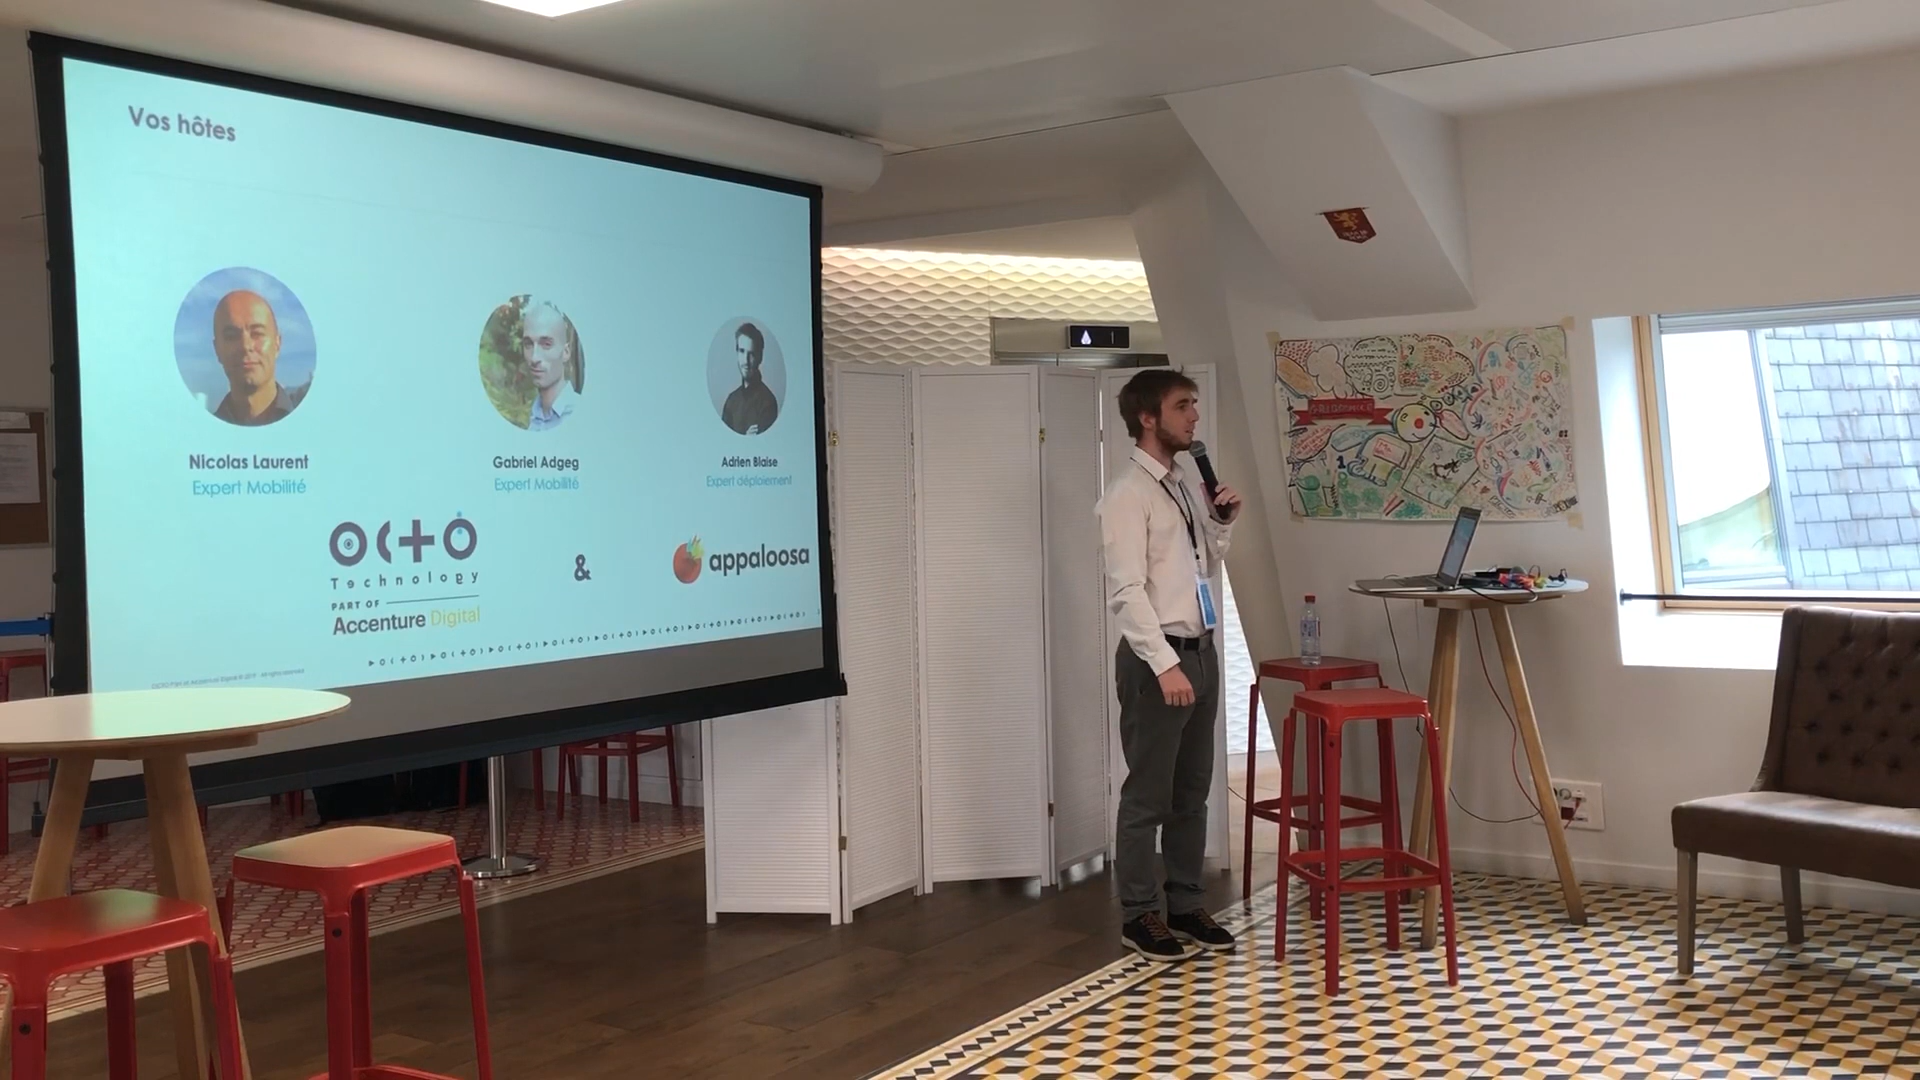 Vos hôtes
Nicolas Laurent
Expert Mobilité
Gabriel Adgeg
Expert Mobilité
Adrien Blaise
Expert déploiement
OCTO
Technology
PART OF
Accenture Digital
&
appaloosa
1